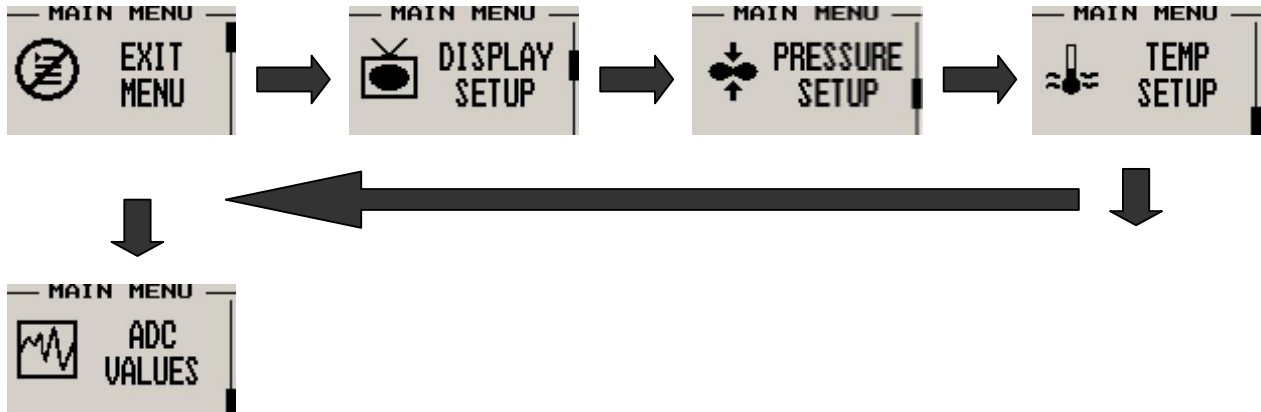 MAIN MENU
EXIT
MENU
MAIN MENU
DISPLAY
SETUP
MAIN MENU
PRESSURE
SETUP
MAIN MENU
TEMP
SETUP
MAIN MENU
ADC
VALUES